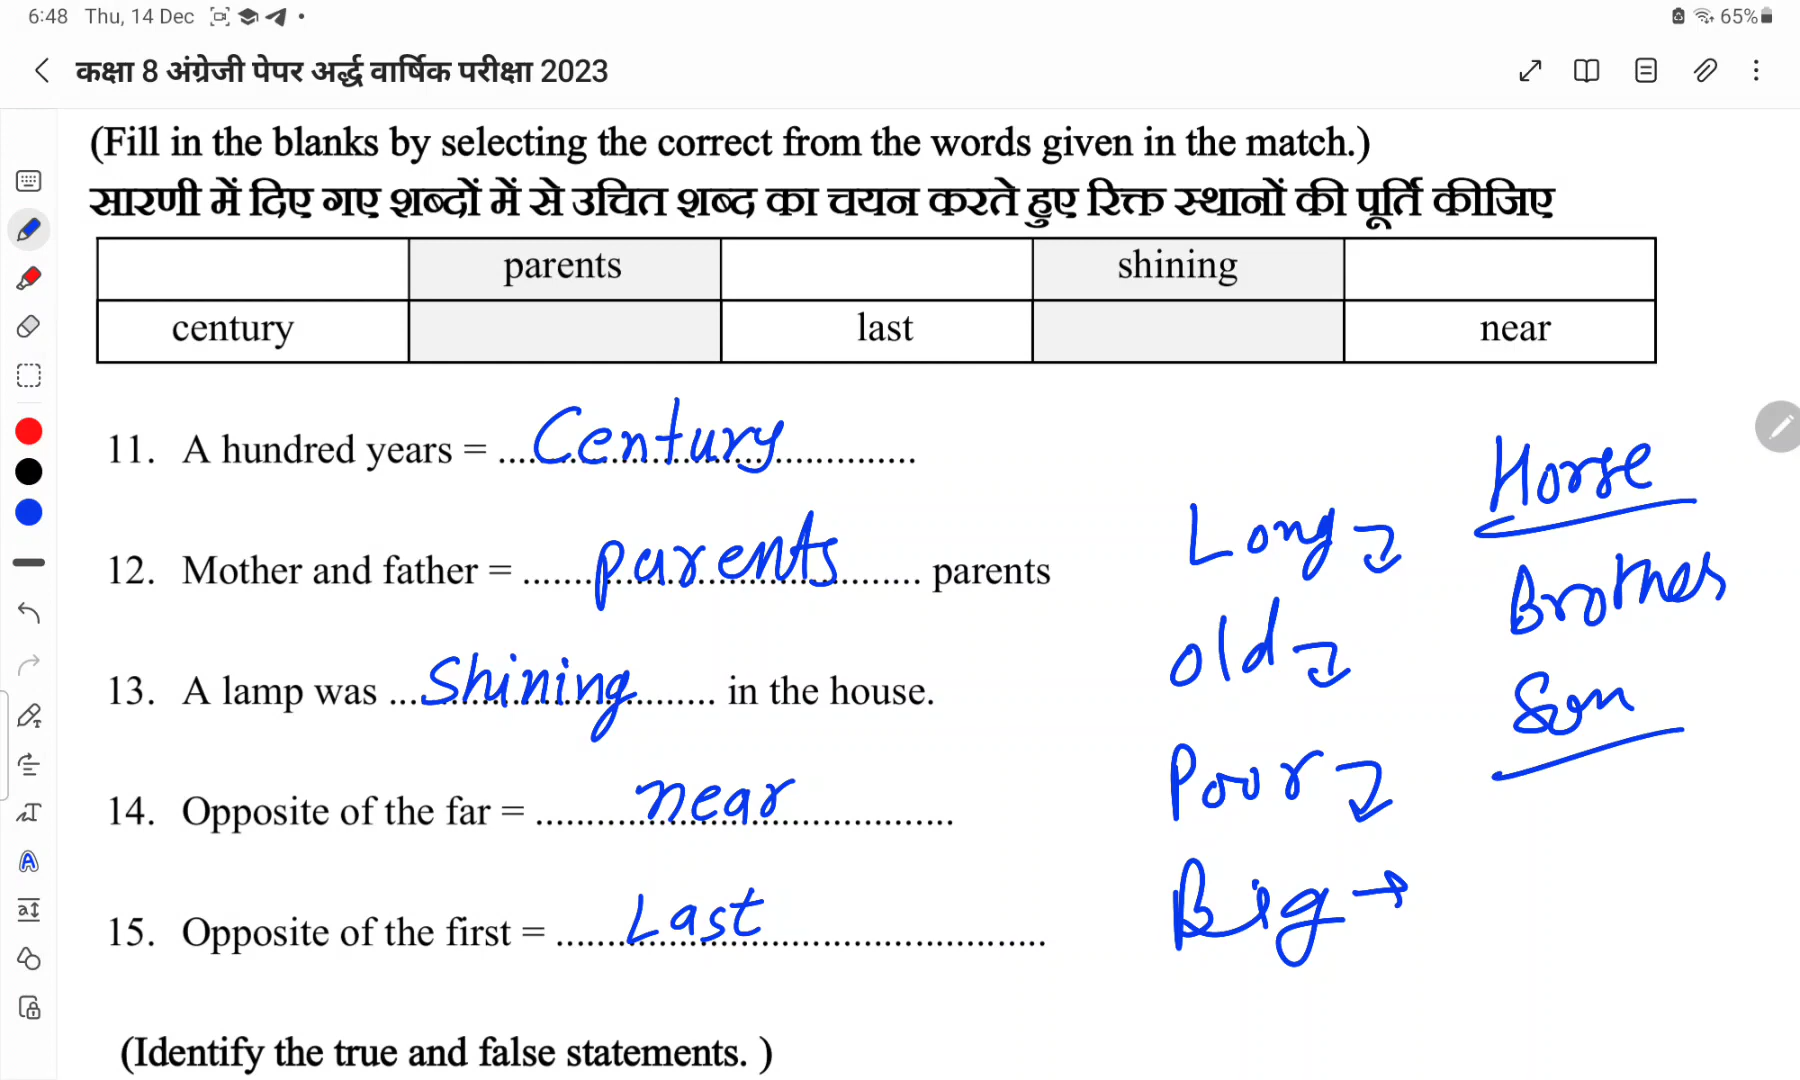 6:48 Thu, 14 Dec 65%
कक्षा 8 अंग्रेजी पेपर अर्द्ध वार्षिक परीक्षा 2023
(Fill in the blanks by selecting the correct from the words given in the match.)
सारणी में दिए गए शब्दों में से उचित शब्द का चयन करते हुए रिक्त स्थानों की पूर्ति कीजिए
parents shining
century last near
11. A hundred years = ....Century..............
12. Mother and father = .......parents......... parents
13. A lamp was ...Shining........ in the house.
14. Opposite of the far = .........near.................
15. Opposite of the first = ......Last.....................
Long
old
Poor
Big
Horse
Brother
Son
(Identify the true and false statements. )